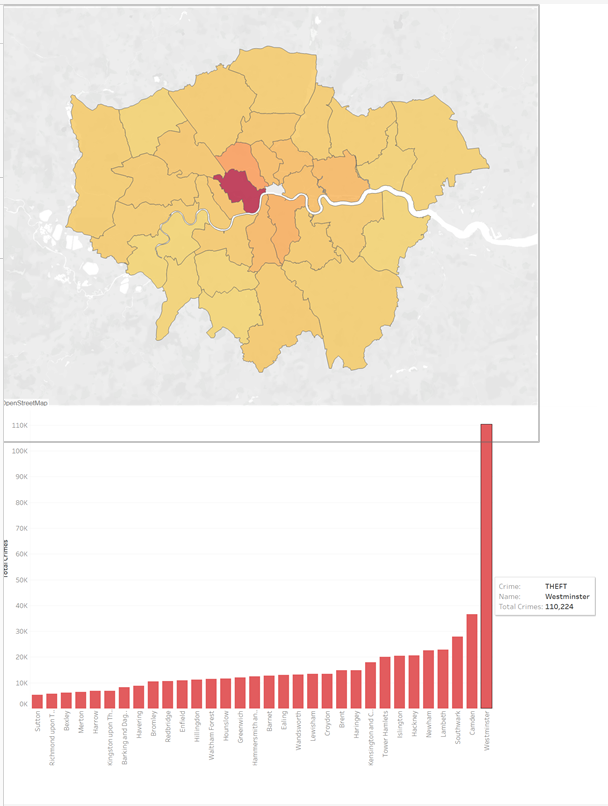 OpenStreetMap
110K
100K
90K
80K
70K
60K
50K
40K
30K
20K
10K
0K
Total Crimes
Crime: THEFT
Name: Westminster
Total Crimes: 110,224
Sutton
Richmond upon T..
Bexley
Merton
Harrow
Kingston upon Th..
Barking and Dag..
Havering
Bromley
Redbridge
Enfield
Hillingdon
Waltham Forest
Hounslow
Greenwich
Hammersmith an..
Barnet
Ealing
Wandsworth
Lewisham
Croydon
Brent
Haringey
Kensington and C..
Tower Hamlets
Islington
Hackney
Newham
Lambeth
Southwark
Camden
Westminster